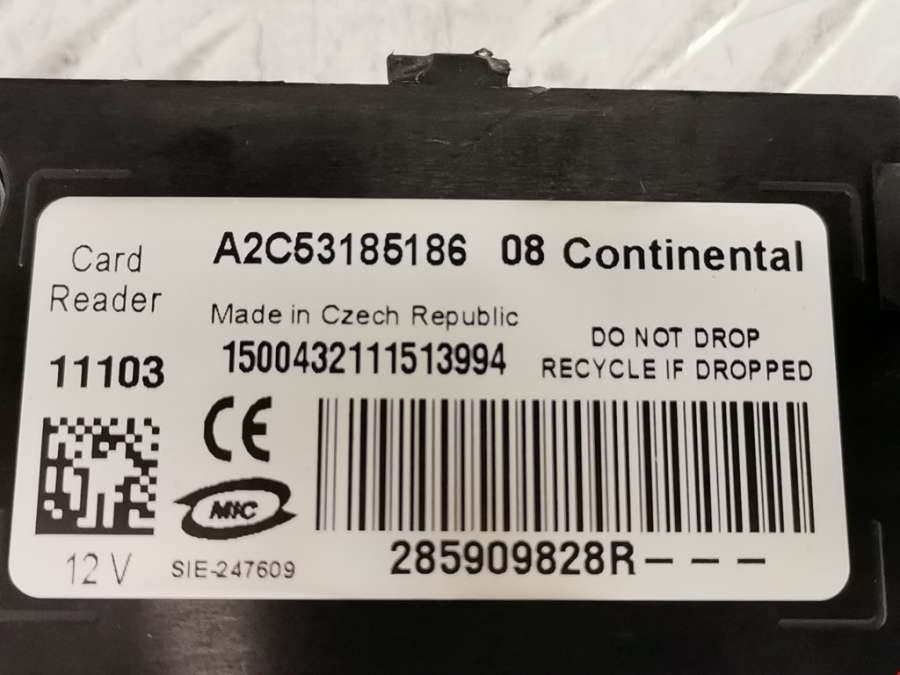 Card
Reader
11103
A2C53185186 08 Continental
Made in Czech Republic
1500432111513994
DO NOT DROP
RECYCLE IF DROPPED
CE
MIC
12 V
SIE-247609
285909828R---